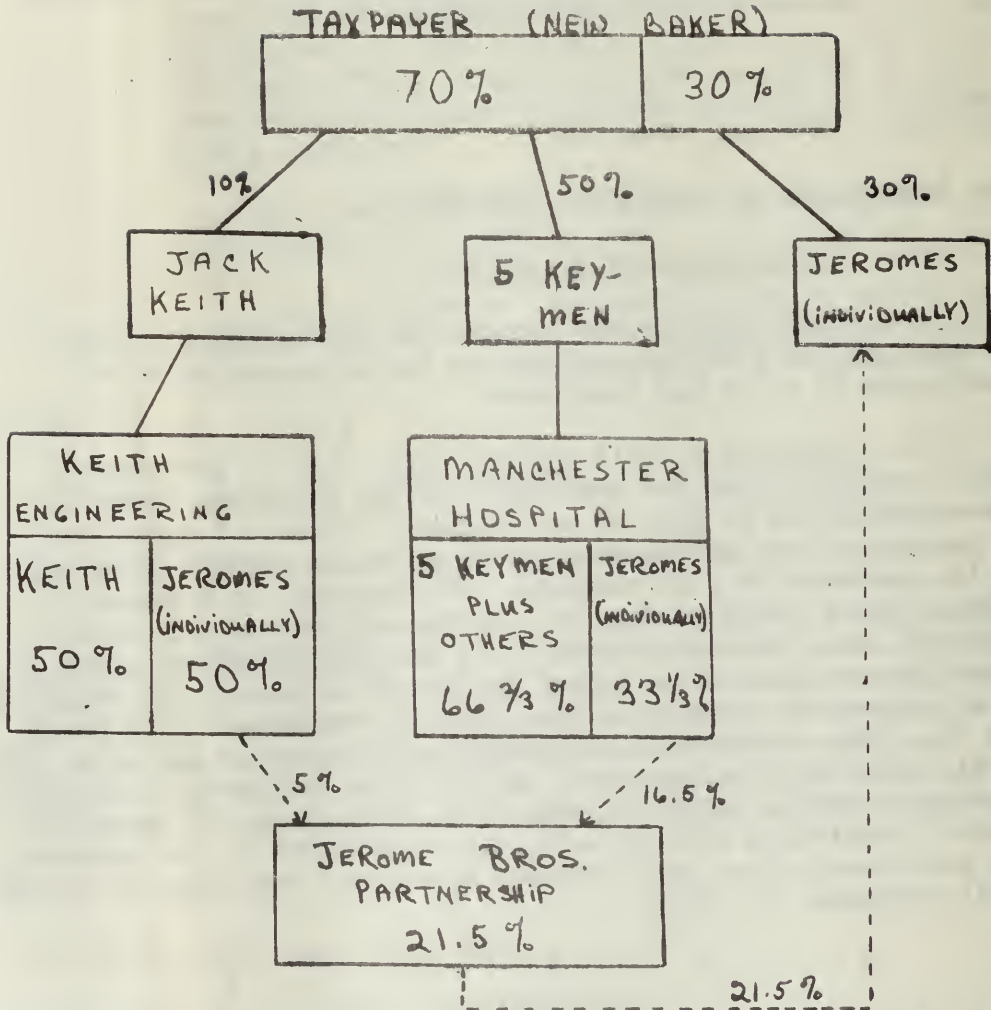 TAXPAYER (NEW BAKER)
70% 30%
10% 50% 30%
JACK
KEITH
5 KEY-
MEN
JEROMES
(INDIVIDUALLY)
KEITH
ENGINEERING
KEITH
50%
JEROMES
(INDIVIDUALLY)
50%
MANCHESTER
HOSPITAL
5 KEYMEN
PLUS
OTHERS
66 2/3 %
JEROMES
(INDIVIDUALLY)
33 1/3 %
5% 16.5%
JEROME BROS.
PARTNERSHIP
21.5%
21.5%